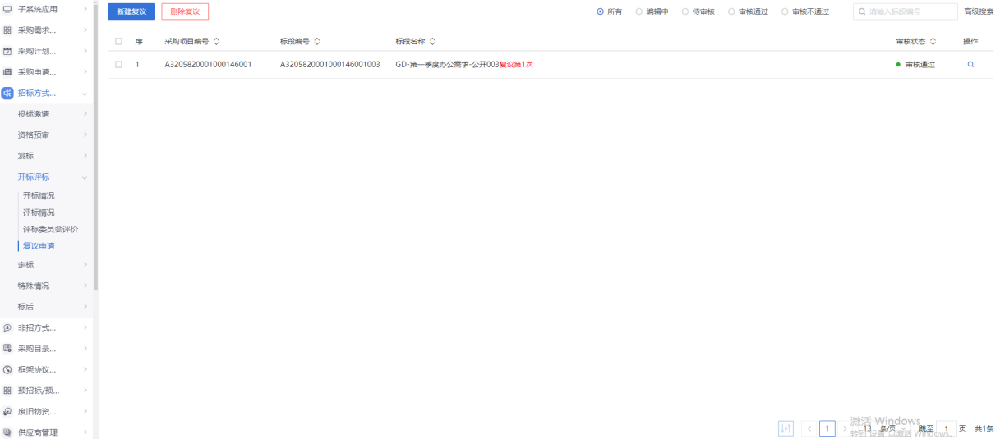 子系统应用
采购需求...
采购计划...
采购申请...
招标方式...
投标邀请
资格预审
发标
开标评标
开标情况
评标情况
评标委员会评价
复议申请
定标
特殊情况
标后
非招方式...
采购目录...
框架协议...
预招标/预...
废旧物资...
供应商管理
新建复议 删除复议 所有 编辑中 待审核 审核通过 审核不通过 请输入标段编号 高级搜索
序 采购项目编号 标段编号 标段名称 审核状态 操作
1 A3205820001000146001 A3205820001000146001003 GD-第一季度办公需求-公开003复议第1次 审核通过
1 13 条/页 跳至 1 页 共1条
激活 Windows
转到"设置"以激活 Windows。